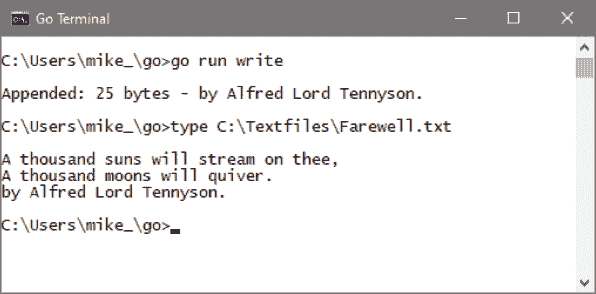 Go Terminal
C:\Users\mike_\go>go run write
Appended: 25 bytes - by Alfred Lord Tennyson.
C:\Users\mike_\go>type C:\Textfiles\Farewell.txt
A thousand suns will stream on thee,
A thousand moons will quiver.
by Alfred Lord Tennyson.
C:\Users\mike_\go>